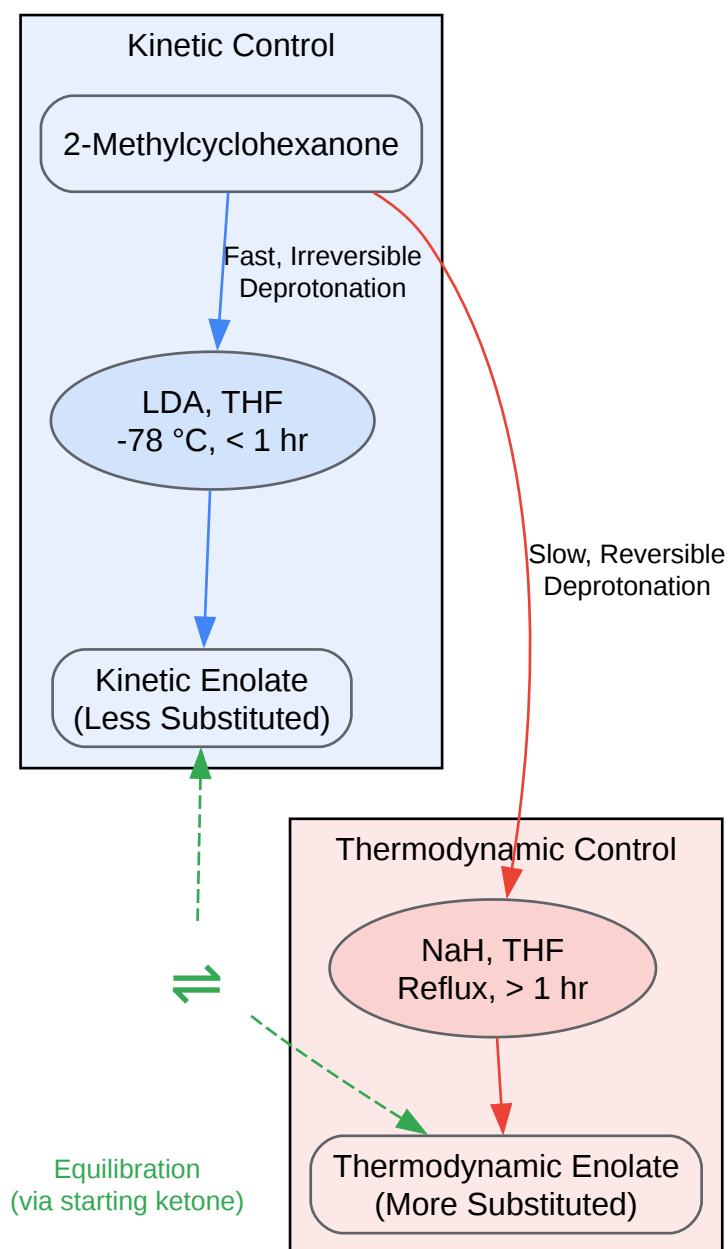 Kinetic Control
2-Methylcyclohexanone
Fast, Irreversible
Deprotonation
LDA, THF
-78 °C, < 1 hr
Slow, Reversible
Deprotonation
Kinetic Enolate
(Less Substituted)
Thermodynamic Control
NaH, THF
Reflux, > 1 hr
⇌
Equilibration
(via starting ketone)
Thermodynamic Enolate
(More Substituted)